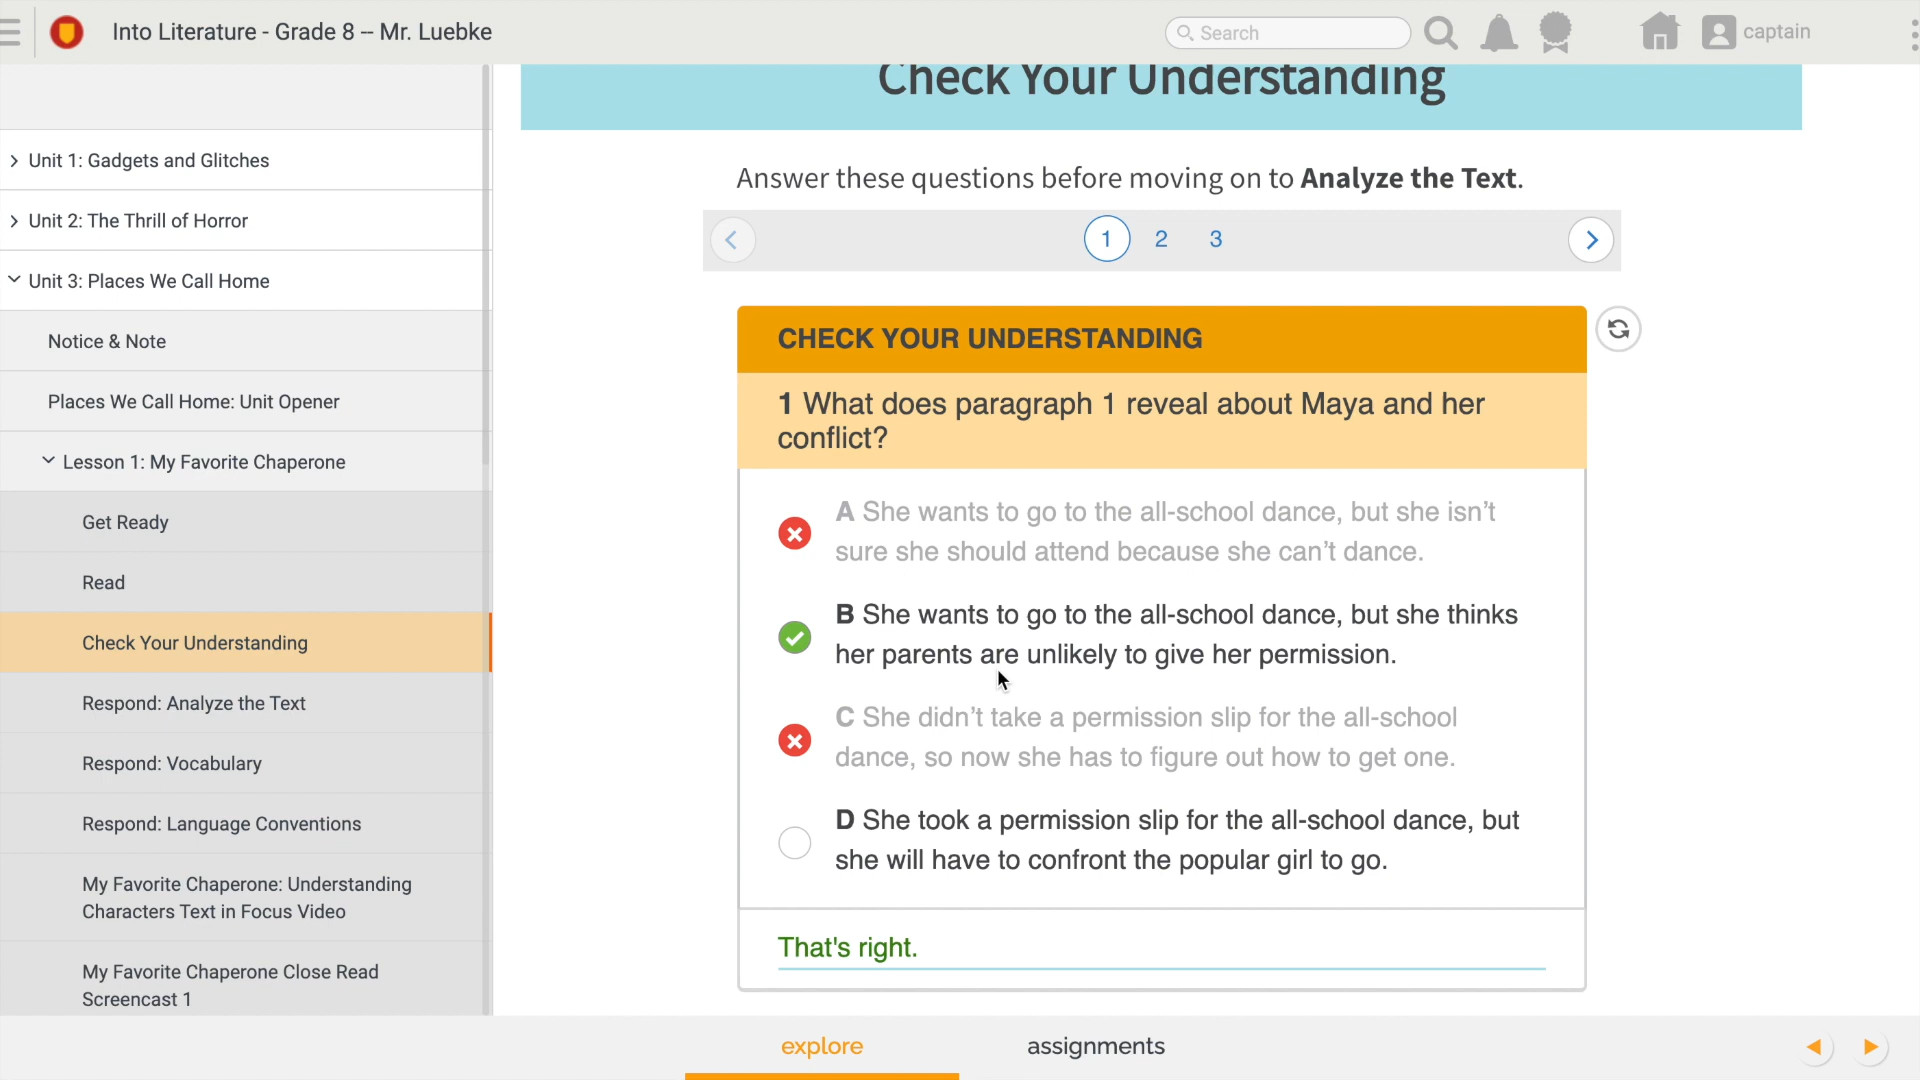 Into Literature - Grade 8 -- Mr. Luebke
Search
captain
Unit 1: Gadgets and Glitches
Unit 2: The Thrill of Horror
Unit 3: Places We Call Home
Notice & Note
Places We Call Home: Unit Opener
Lesson 1: My Favorite Chaperone
Get Ready
Read
Check Your Understanding
Respond: Analyze the Text
Respond: Vocabulary
Respond: Language Conventions
My Favorite Chaperone: Understanding
Characters Text in Focus Video
My Favorite Chaperone Close Read
Screencast 1
Check Your Understanding
Answer these questions before moving on to Analyze the Text.
1 2 3
CHECK YOUR UNDERSTANDING
1 What does paragraph 1 reveal about Maya and her
conflict?
A She wants to go to the all-school dance, but she isn’t
sure she should attend because she can’t dance.
B She wants to go to the all-school dance, but she thinks
her parents are unlikely to give her permission.
C She didn’t take a permission slip for the all-school
dance, so now she has to figure out how to get one.
D She took a permission slip for the all-school dance, but
she will have to confront the popular girl to go.
That's right.
explore
assignments